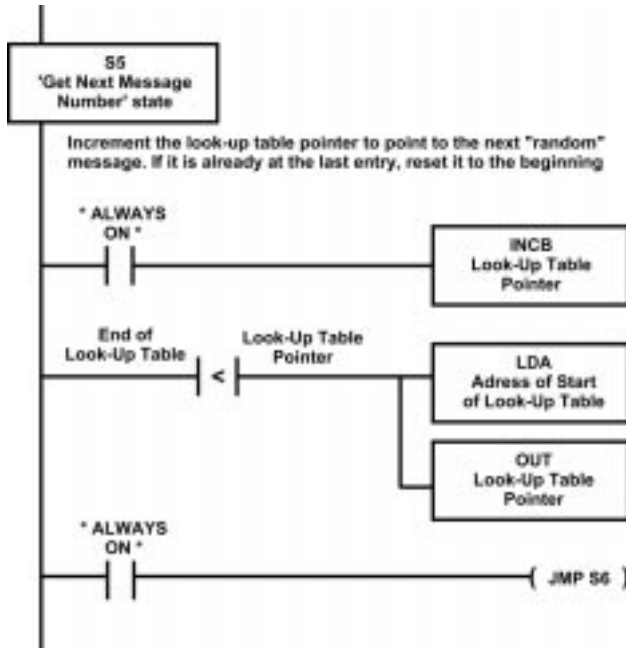 S5
'Get Next Message
Number' state
Increment the look-up table pointer to point to the next "random"
message. If it is already at the last entry, reset it to the beginning
* ALWAYS
ON *
INCB
Look-Up Table
Pointer
End of
Look-Up Table
<
Look-Up Table
Pointer
LDA
Adress of Start
of Look-Up Table
OUT
Look-Up Table
Pointer
* ALWAYS
ON *
JMP S6